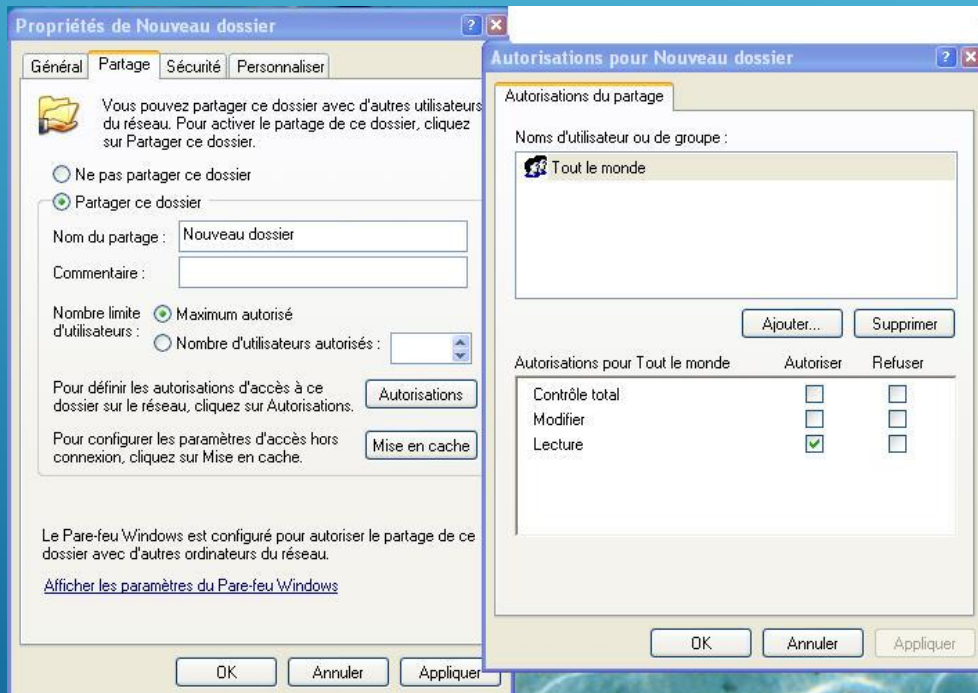 Propriétés de Nouveau dossier
Général Partage Sécurité Personnaliser
Vous pouvez partager ce dossier avec d'autres utilisateurs
du réseau. Pour activer le partage de ce dossier, cliquez
sur Partager ce dossier.
Ne pas partager ce dossier
Partager ce dossier
Nom du partage : Nouveau dossier
Commentaire :
Nombre limite
d'utilisateurs :
Maximum autorisé
Nombre d'utilisateurs autorisés :
Pour définir les autorisations d'accès à ce
dossier sur le réseau, cliquez sur Autorisations.
Autorisations
Pour configurer les paramètres d'accès hors
connexion, cliquez sur Mise en cache.
Mise en cache
Le Pare-feu Windows est configuré pour autoriser le partage de ce
dossier avec d'autres ordinateurs du réseau.
Afficher les paramètres du Pare-feu Windows
OK Annuler Appliquer
Autorisations pour Nouveau dossier
Autorisations du partage
Noms d'utilisateur ou de groupe :
Tout le monde
Ajouter... Supprimer
Autorisations pour Tout le monde Autoriser Refuser
Contrôle total
Modifier
Lecture
OK Annuler Appliquer